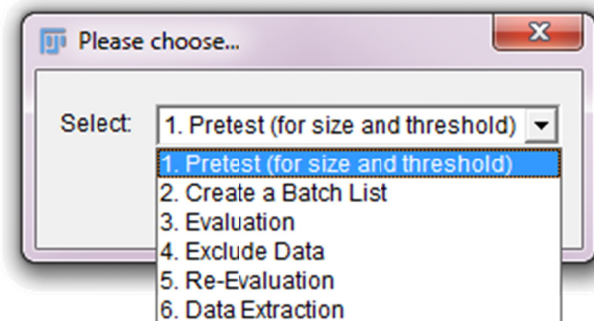 Please choose...
Select: 1. Pretest (for size and threshold)
1. Pretest (for size and threshold)
2. Create a Batch List
3. Evaluation
4. Exclude Data
5. Re-Evaluation
6. Data Extraction